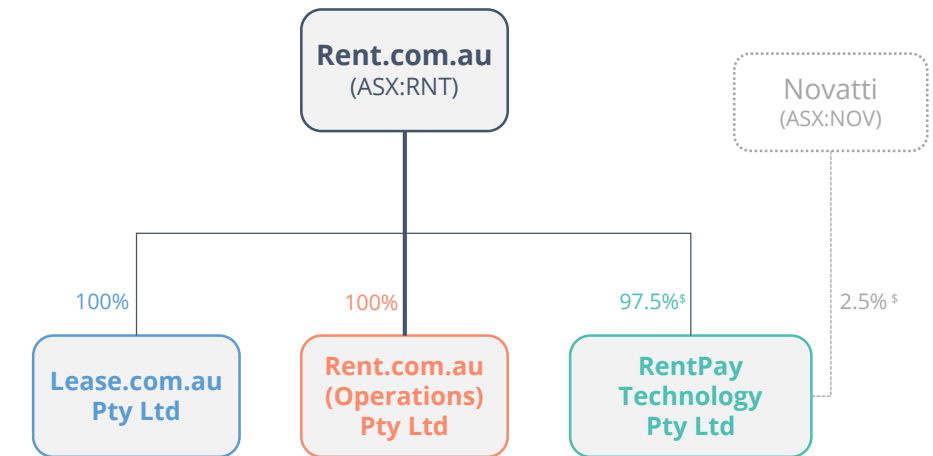 Rent.com.au
(ASX:RNT)
Novatti
(ASX:NOV)
100%
100%
97.5%$
2.5% $
Lease.com.au
Pty Ltd
Rent.com.au
(Operations)
Pty Ltd
RentPay
Technology
Pty Ltd